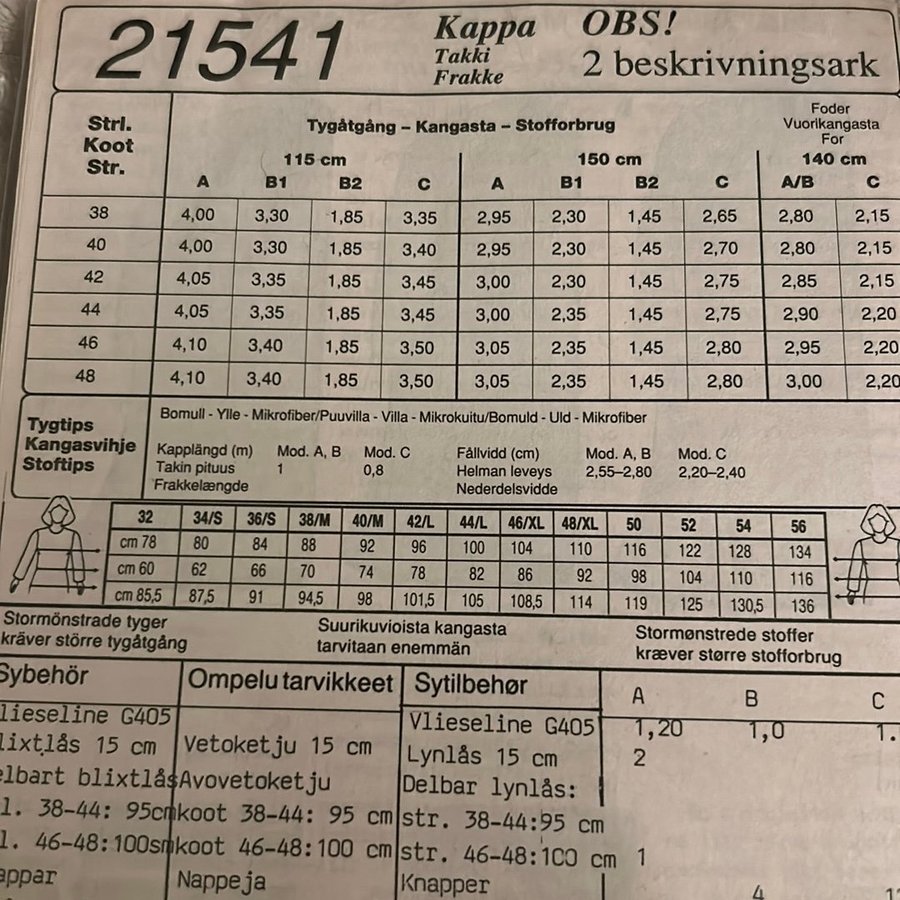 21541
Kappa
Takki
Frakke
OBS!
2 beskrivningsark
Strl.
Koot
Str.
Tygåtgång – Kangasta – Stofforbrug
Foder
Vuorikangasta
For
115 cm 150 cm 140 cm
A B1 B2 C A B1 B2 C A/B C
38 4,00 3,30 1,85 3,35 2,95 2,30 1,45 2,65 2,80 2,15
40 4,00 3,30 1,85 3,40 2,95 2,30 1,45 2,70 2,80 2,15
42 4,05 3,35 1,85 3,45 3,00 2,30 1,45 2,75 2,85 2,15
44 4,05 3,35 1,85 3,45 3,00 2,35 1,45 2,75 2,90 2,20
46 4,10 3,40 1,85 3,50 3,05 2,35 1,45 2,80 2,95 2,20
48 4,10 3,40 1,85 3,50 3,05 2,35 1,45 2,80 3,00 2,20
Tygtips
Kangasvihje
Stoftips
Bomull - Ylle - Mikrofiber/Puuvilla - Villa - Mikrokuitu/Bomuld - Uld - Mikrofiber
Kapplängd (m) Mod. A, B Mod. C Fållvidd (cm) Mod. A, B Mod. C
Takin pituus 1 0,8 Helman leveys 2,55–2,80 2,20–2,40
Frakkelængde Nederdelsvidde
32 34/S 36/S 38/M 40/M 42/L 44/L 46/XL 48/XL 50 52 54 56
cm 78 80 84 88 92 96 100 104 110 116 122 128 134
cm 60 62 66 70 74 78 82 86 92 98 104 110 116
cm 85,5 87,5 91 94,5 98 101,5 105 108,5 114 119 125 130,5 136
Stormönstrade tyger
kräver större tygåtgång
Suurikuvioista kangasta
tarvitaan enemmän
Stormønstrede stoffer
kræver større stofforbrug
Sybehör Ompelutarvikkeet Sytilbehør A B C
lieseline G405 Vlieseline G405 1,20 1,0 1.
lixtlås 15 cm Vetoketju 15 cm Lynlås 15 cm 2
elbart blixtlås Avovetoketju Delbar lynlås:
l. 38-44: 95cm koot 38-44: 95 cm str. 38-44:95 cm
l. 46-48:100sm koot 46-48:100 cm str. 46-48:100 cm 1
appar Nappeja Knapper 4